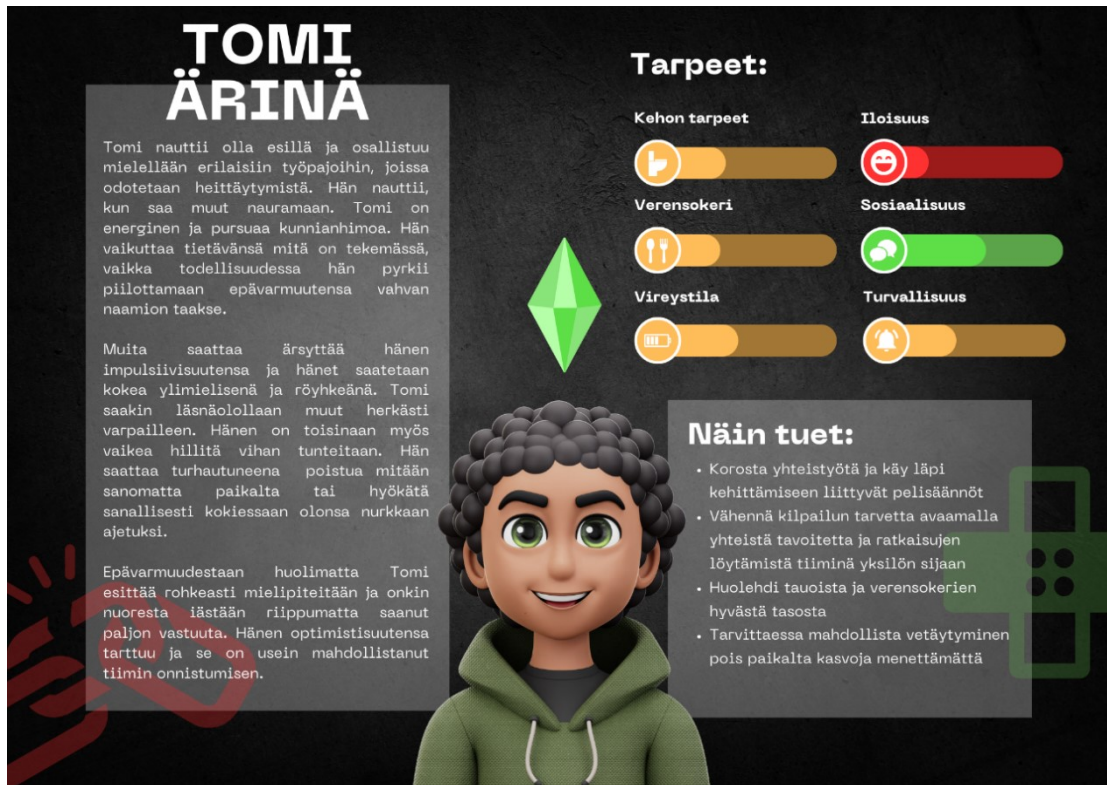 TOMI
ÄRINÄ
Tomi nauttii olla esillä ja osallistuu
mielellään erilaisiin työpajoihin, joissa
odotetaan heittäytymistä. Hän nauttii,
kun saa muut nauramaan. Tomi on
energinen ja pursuaa kunnianhimoa. Hän
vaikuttaa tietävänsä mitä on tekemässä,
vaikka todellisuudessa hän pyrkii
piilottamaan epävarmuutensa vahvan
naamion taakse.
Muita saattaa ärsyttää hänen
impulsiivisuutensa ja hänet saatetaan
kokea ylimielisenä ja röyhkeänä. Tomi
saakin läsnäolollaan muut herkästi
varpailleen. Hänen on toisinaan myös
vaikea hillitä vihan tunteitaan. Hän
saattaa turhautuneena poistua mitään
sanomatta paikalta tai hyökätä
sanallisesti kokiessaan olonsa nurkkaan
ajetuksi.
Epävarmuudestaan huolimatta Tomi
esittää rohkeasti mielipiteitään ja onkin
nuoresta iästään riippumatta saanut
paljon vastuuta. Hänen optimistisuutensa
tarttuu ja se on usein mahdollistanut
tiimin onnistumisen.
Tarpeet:
Kehon tarpeet
Iloisuus
Verensokeri
Sosiaalisuus
Vireystila
Turvallisuus
Näin tuet:
• Korosta yhteistyötä ja käy läpi
kehittämiseen liittyvät pelisäännöt
• Vähennä kilpailun tarvetta avaamalla
yhteistä tavoitetta ja ratkaisujen
löytämistä tiiminä yksilön sijaan
• Huolehdi tauoista ja verensokerien
hyvästä tasosta
• Tarvittaessa mahdollista vetäytyminen
pois paikalta kasvoja menettämättä